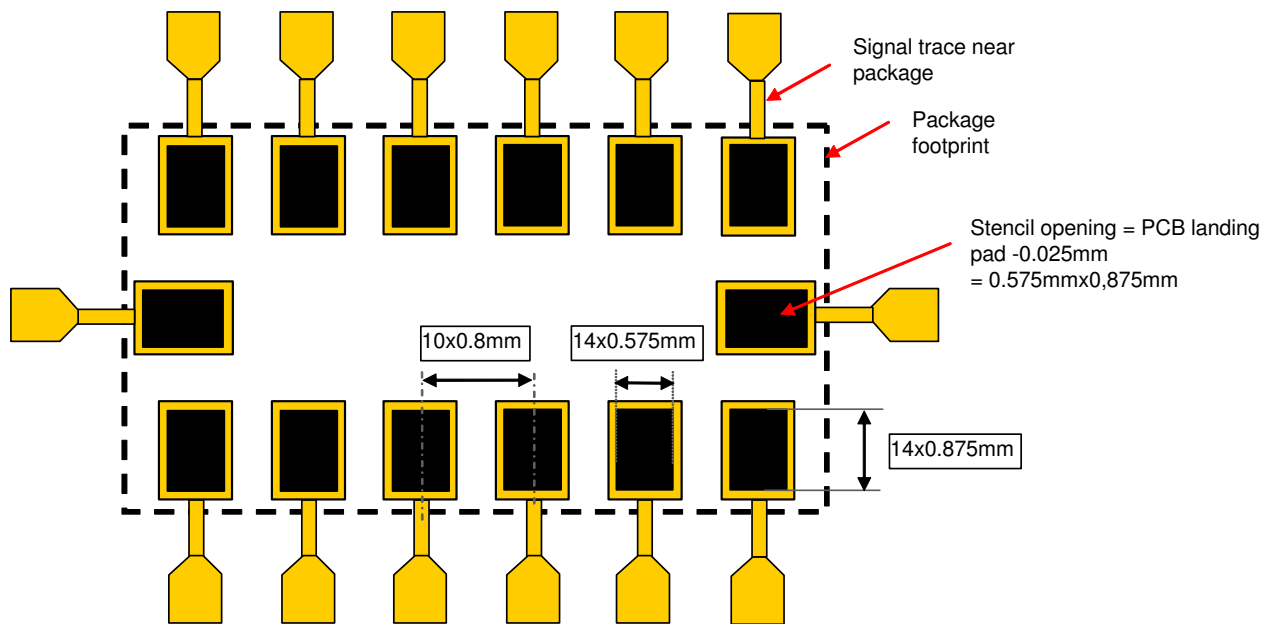 Signal trace near
package
Package
footprint
Stencil opening = PCB landing
pad -0.025mm
= 0.575mmx0,875mm
10x0.8mm
14x0.575mm
14x0.875mm